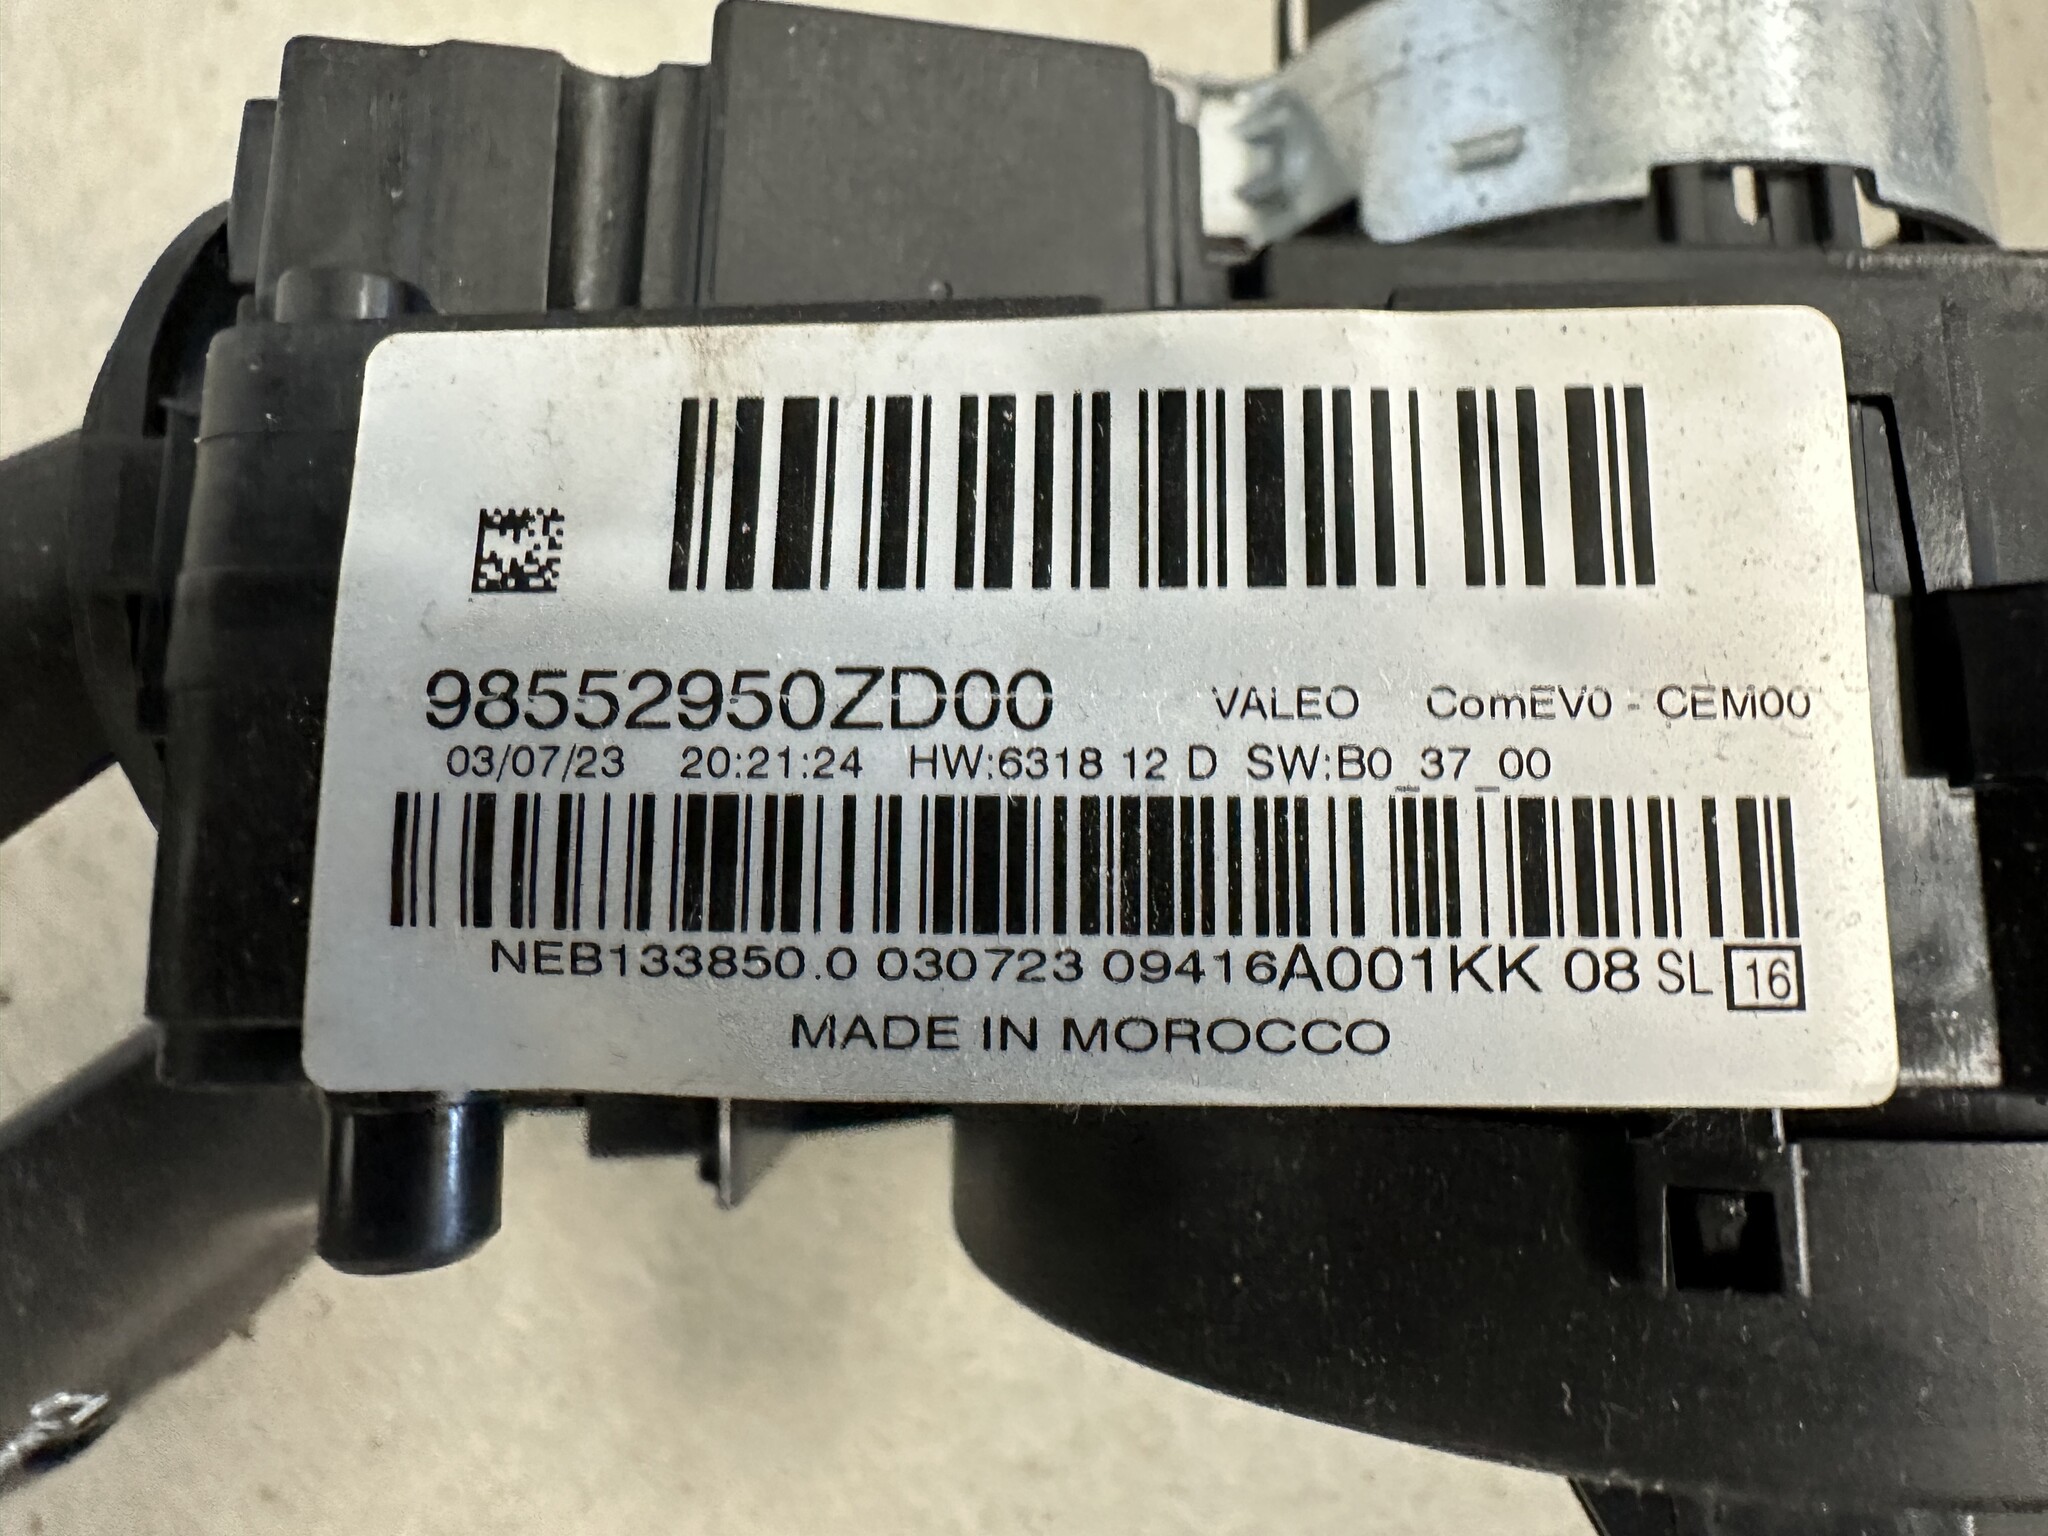 98552950ZD00 VALEO ComEV0 - CEM00
03/07/23 20:21:24 HW:6318 12 D SW:B0_37_00
NEB133850.0 030723 09416A001KK 08 SL 16
MADE IN MOROCCO